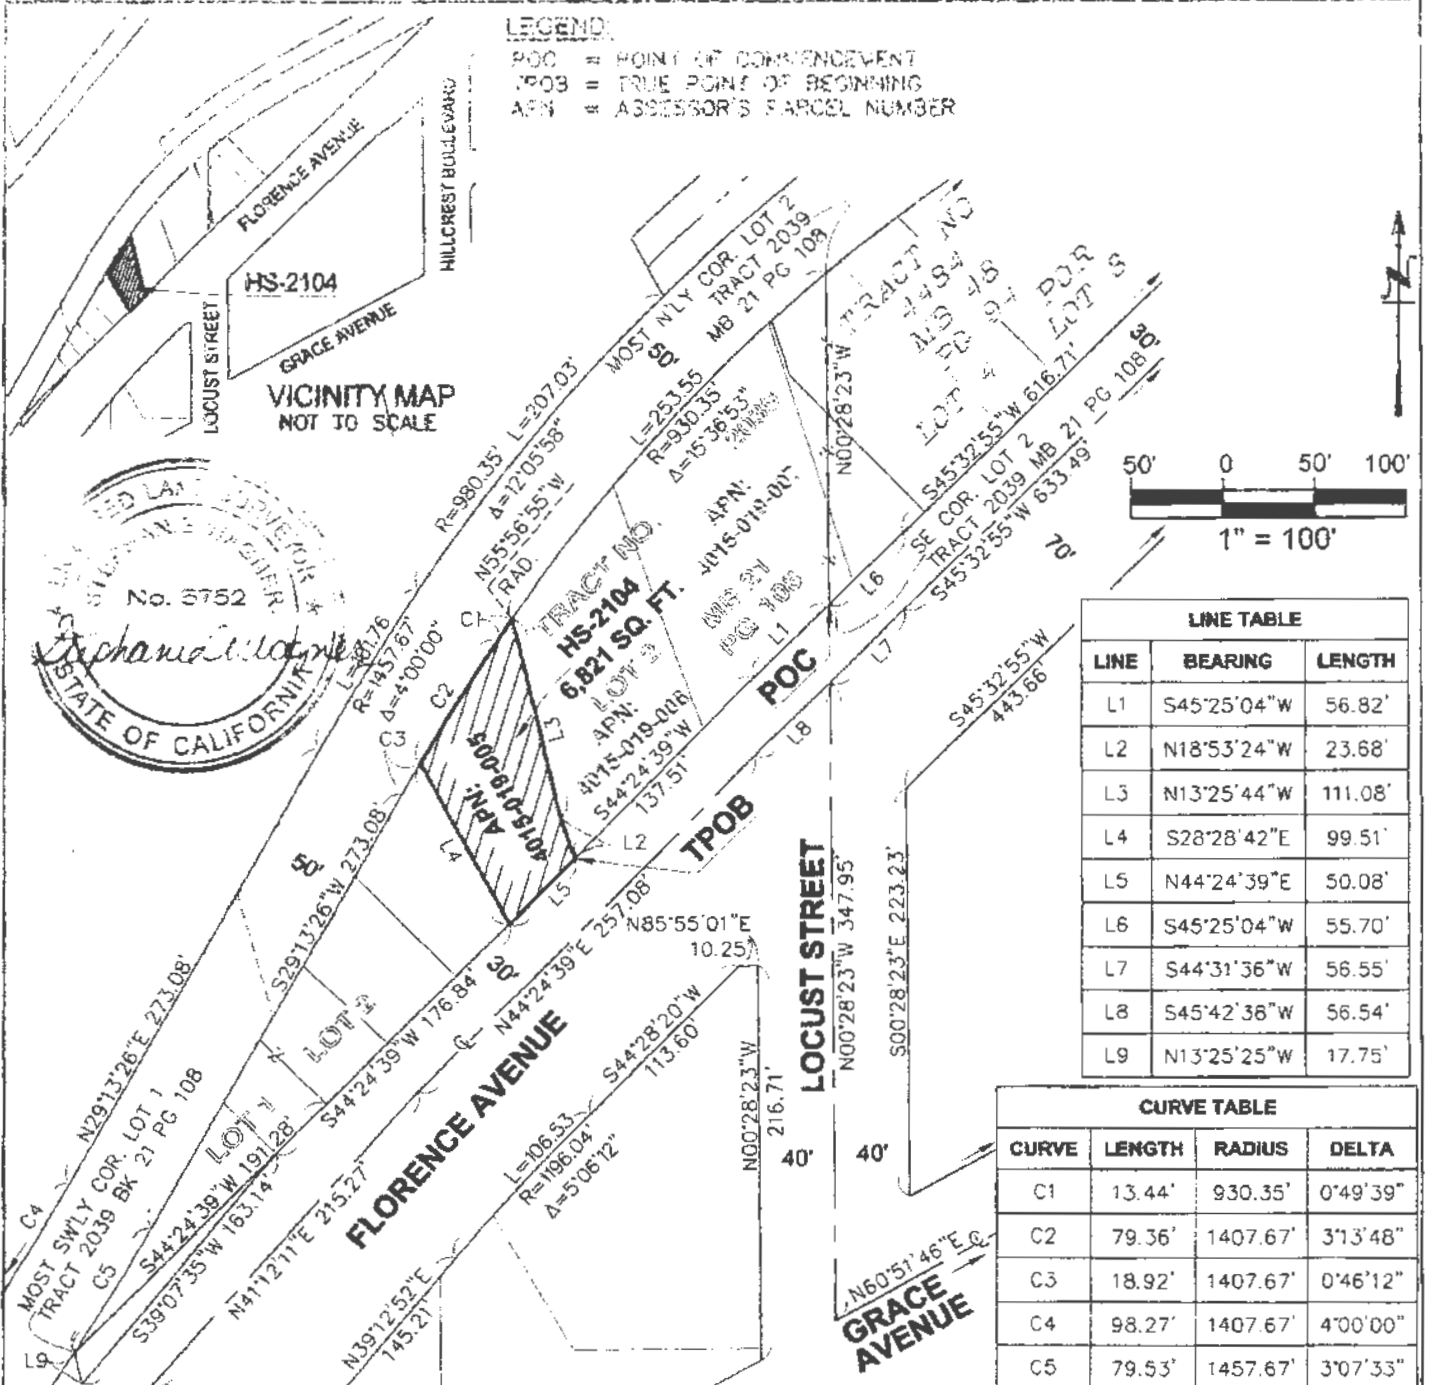 LEGEND:
POC = POINT OF COMMENCEMENT
TPOB = TRUE POINT OF BEGINNING
APN = ASSESSOR'S PARCEL NUMBER
FLORENCE AVENUE
HILLCREST BOULEVARD
HS-2104
LOCUST STREET
GRACE AVENUE
VICINITY MAP
NOT TO SCALE
No. 5752
STATE OF CALIFORNIA
MOST N'LY COR. LOT 2
TRACT 2039
MB 21 PG 108
50'
R=980.35' L=207.03'
Δ=12°05'58"
N55°56'55"W
RAD.
L=253.55
R=930.35'
Δ=15°36'53"
TRACT NO
4484
PG 94
LOT 4
POR
LOT 8
N00°28'23"W
S45°32'55"W 616.71'
30'
SE COR. LOT 2
TRACT 2039 MB 21 PG 108
S45°32'55"W 633.49'
70'
N
50' 0 50' 100'
1" = 100'
R=1457.67'
Δ=4°00'00"
C1
C2
C3
TRACT NO.
HS-2104
6,821 SQ. FT.
LOT 2
APN:
4015-019-006
APN:
MB 21
PG 108
L1
L6
L7
L8
POC
S44°24'39"W
137.51'
L3
APN:
4015-019-005
L4
L2
L5
TPOB
S45°32'55"W
443.66'
LINE TABLE
LINE BEARING LENGTH
L1 S45°25'04"W 56.82'
L2 N18°53'24"W 23.68'
L3 N13°25'44"W 111.08'
L4 S28°28'42"E 99.51'
L5 N44°24'39"E 50.08'
L6 S45°25'04"W 55.70'
L7 S44°31'36"W 56.55'
L8 S45°42'38"W 56.54'
L9 N13°25'25"W 17.75'
50'
S29°13'26"W 273.08'
N29°13'26"E 273.08'
N85°55'01"E
10.25'
30'
N44°24'39"E 257.08'
S44°24'39"W 176.84'
LOT 2
LOT 1
S44°28'20"W
113.60'
N00°28'23"W
216.71'
LOCUST STREET
N00°28'23"W 347.95'
S00°28'23"E 223.23'
40' 40'
FLORENCE AVENUE
L=106.53
R=1196.04'
Δ=5°06'12"
S44°24'39"W 191.28'
S39°07'35"W 163.14'
N41°12'11"E 215.27'
N39°12'52"E
145.21'
C4
MOST SW'LY COR. LOT 1
TRACT 2039 BK 21 PG 108
C5
L9
N60°51'46"E
GRACE
AVENUE
CURVE TABLE
CURVE LENGTH RADIUS DELTA
C1 13.44' 930.35' 0°49'39"
C2 79.36' 1407.67' 3°13'48"
C3 18.92' 1407.67' 0°46'12"
C4 98.27' 1407.67' 4°00'00"
C5 79.53' 1457.67' 3°07'33"